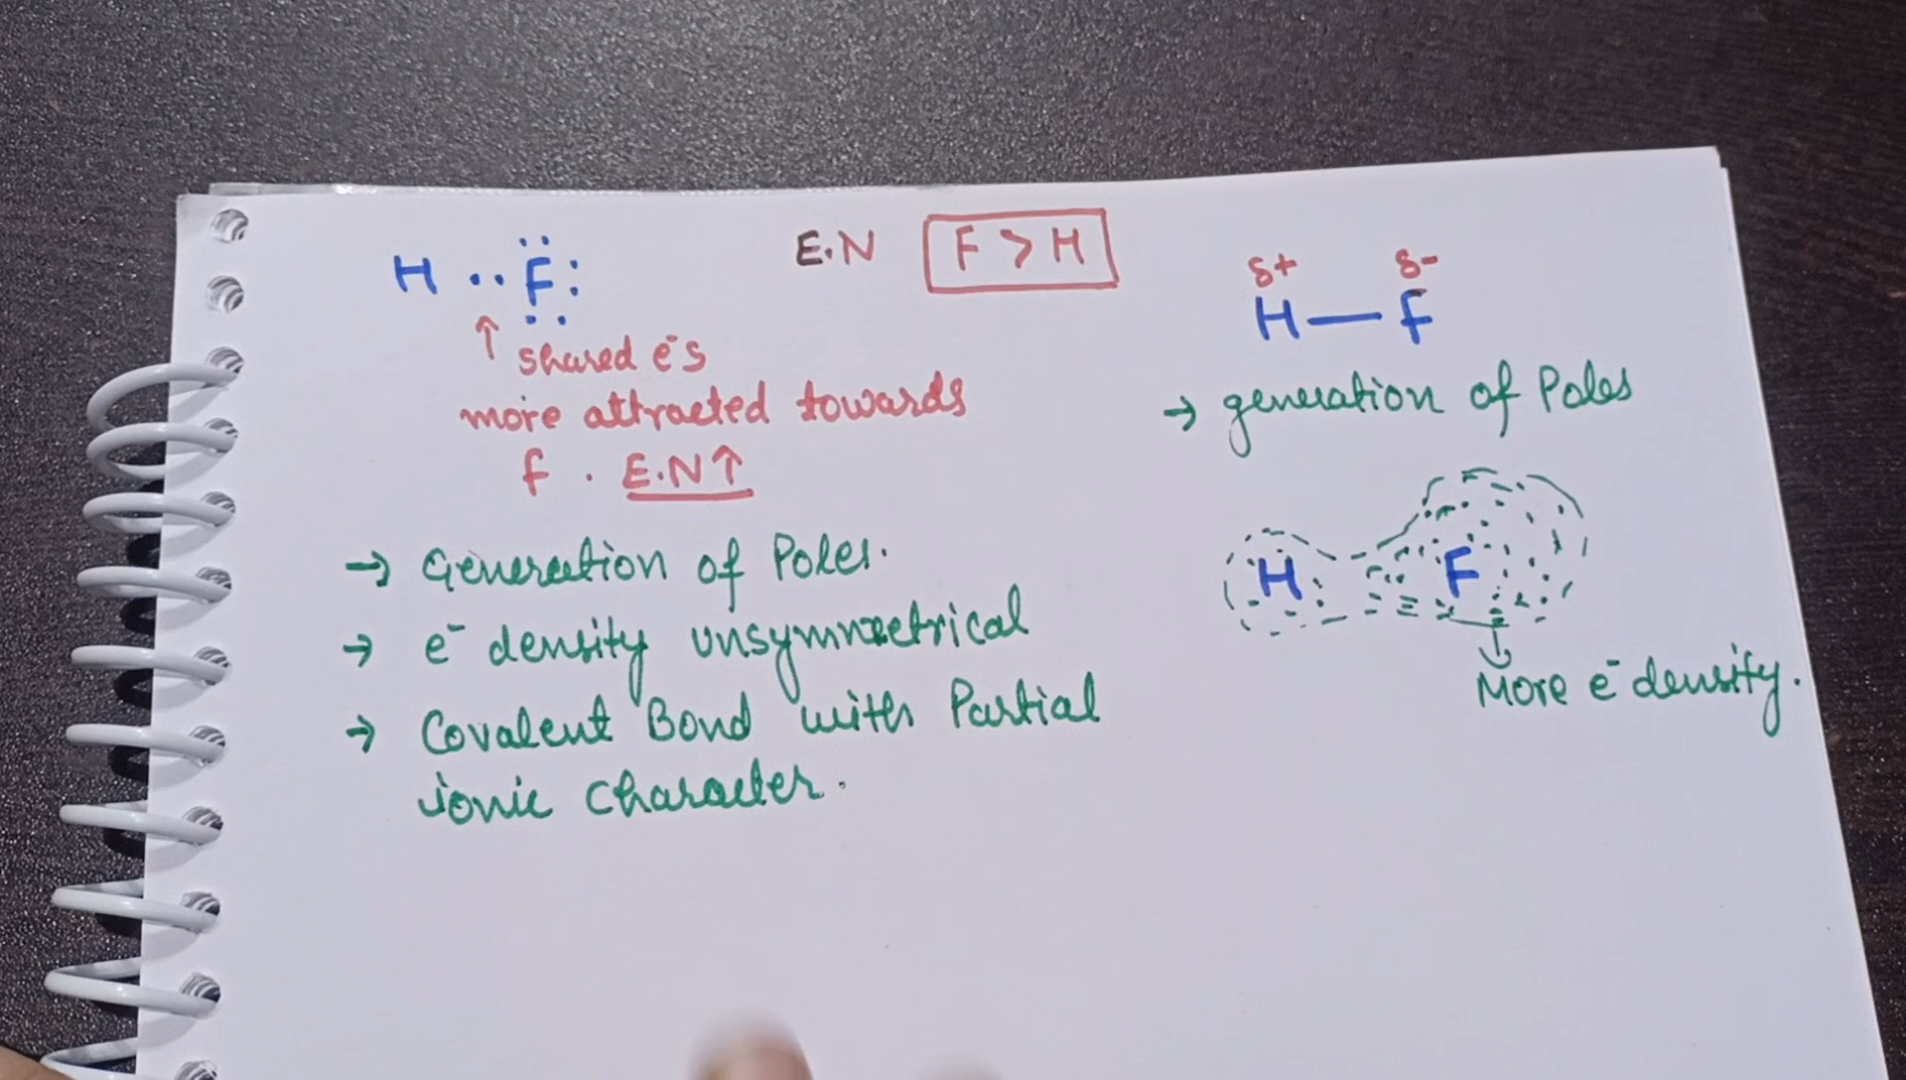 H ·· F :
E.N F > H
↑ shared e⁻s
more attracted towards
F . E.N↑
→ Generation of Poles.
→ e⁻ density unsymmetrical
→ Covalent Bond with Partial
ionic character.
δ+ δ-
H — F
→ generation of Poles
H F
More e⁻ density.